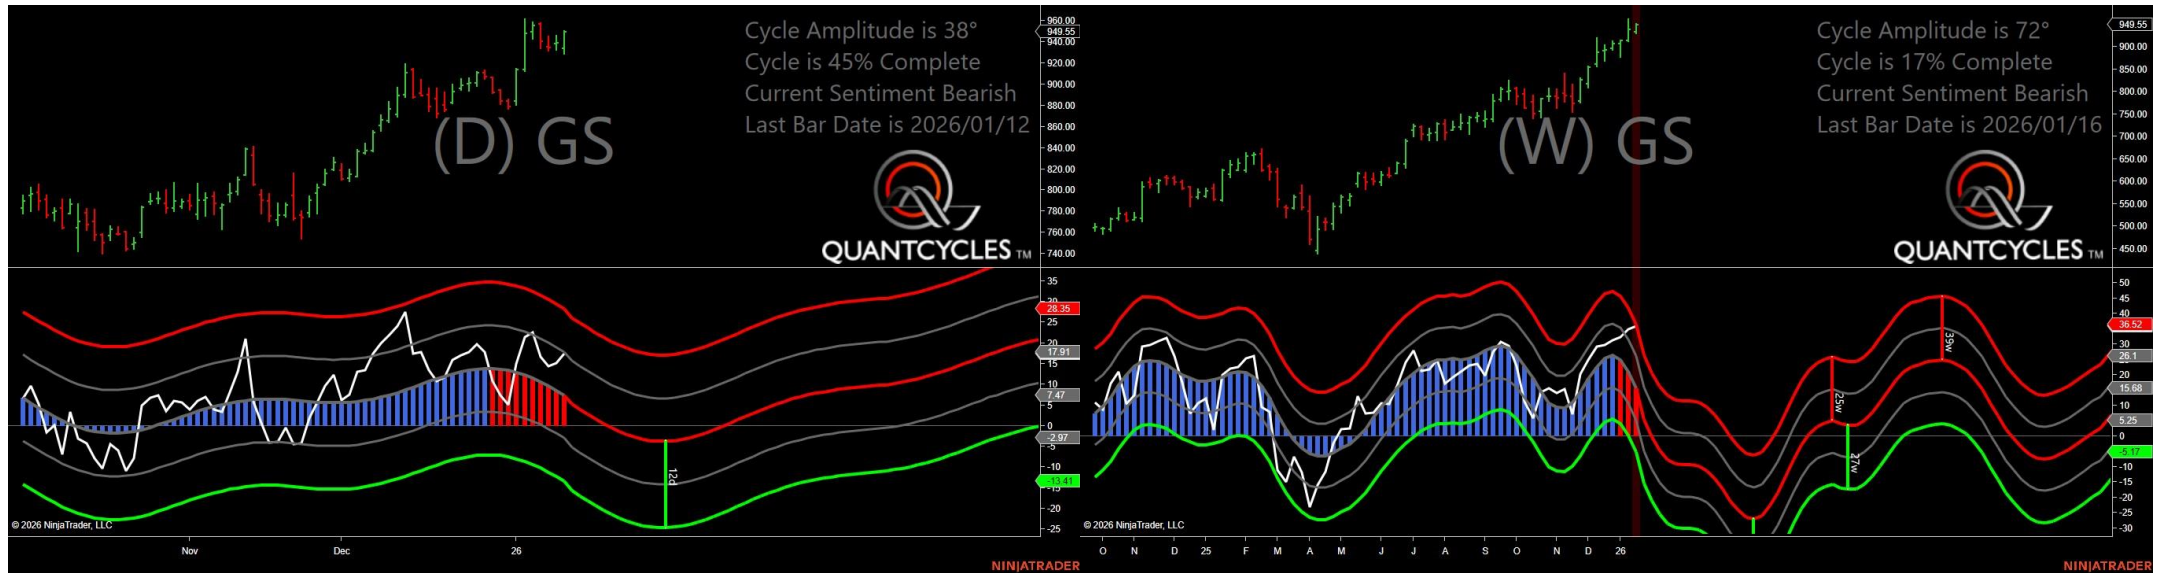 Cycle Amplitude is 38°
Cycle is 45% Complete
Current Sentiment Bearish
Last Bar Date is 2026/01/12
(D) GS
QUANTCYCLES TM
960.00
949.55
940.00
920.00
900.00
880.00
860.00
840.00
820.00
800.00
780.00
760.00
740.00
35
28.35
25
17.91
15
10
7.47
5
0
-2.97
-5
-10
-13.41
-20
-25
12d
© 2026 NinjaTrader, LLC
Nov Dec 26
NINJATRADER
Cycle Amplitude is 72°
Cycle is 17% Complete
Current Sentiment Bearish
Last Bar Date is 2026/01/16
(W) GS
QUANTCYCLES TM
949.55
900.00
850.00
800.00
750.00
700.00
650.00
600.00
550.00
500.00
450.00
50
45
40
36.52
30
26.1
20
15.68
10
5.25
0
-5.17
-10
-15
-20
-25
-30
25w
27w
39w
© 2026 NinjaTrader, LLC
O N D 25 F M A M J J A S O N D 26
NINJATRADER